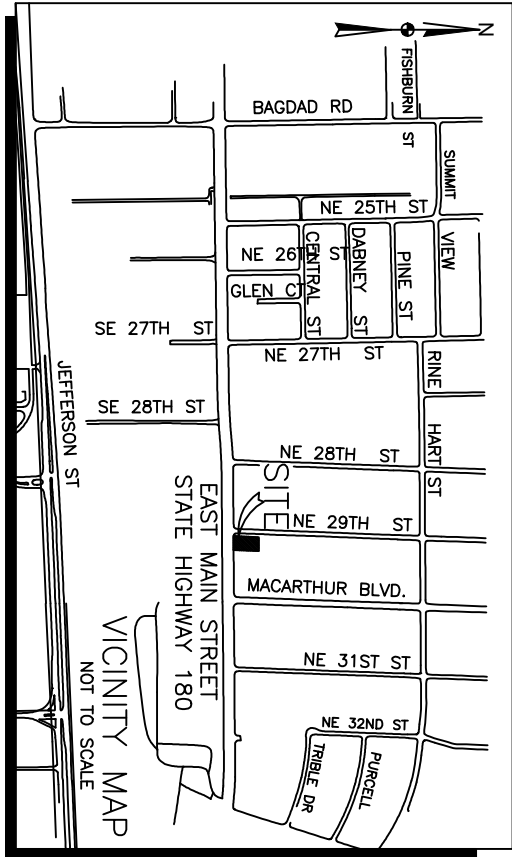 N
FISHBURN ST
BAGDAD RD
SUMMIT VIEW
NE 25TH ST
NE 26TH ST
CENTRAL ST
DABNEY ST
PINE ST
GLEN CT
SE 27TH ST
NE 27TH ST
RINE HART ST
JEFFERSON ST
SE 28TH ST
NE 28TH ST
SITE
NE 29TH ST
EAST MAIN STREET
STATE HIGHWAY 180
MACARTHUR BLVD.
NE 31ST ST
NE 32ND ST
TRIBLE DR
PURCELL
VICINITY MAP
NOT TO SCALE